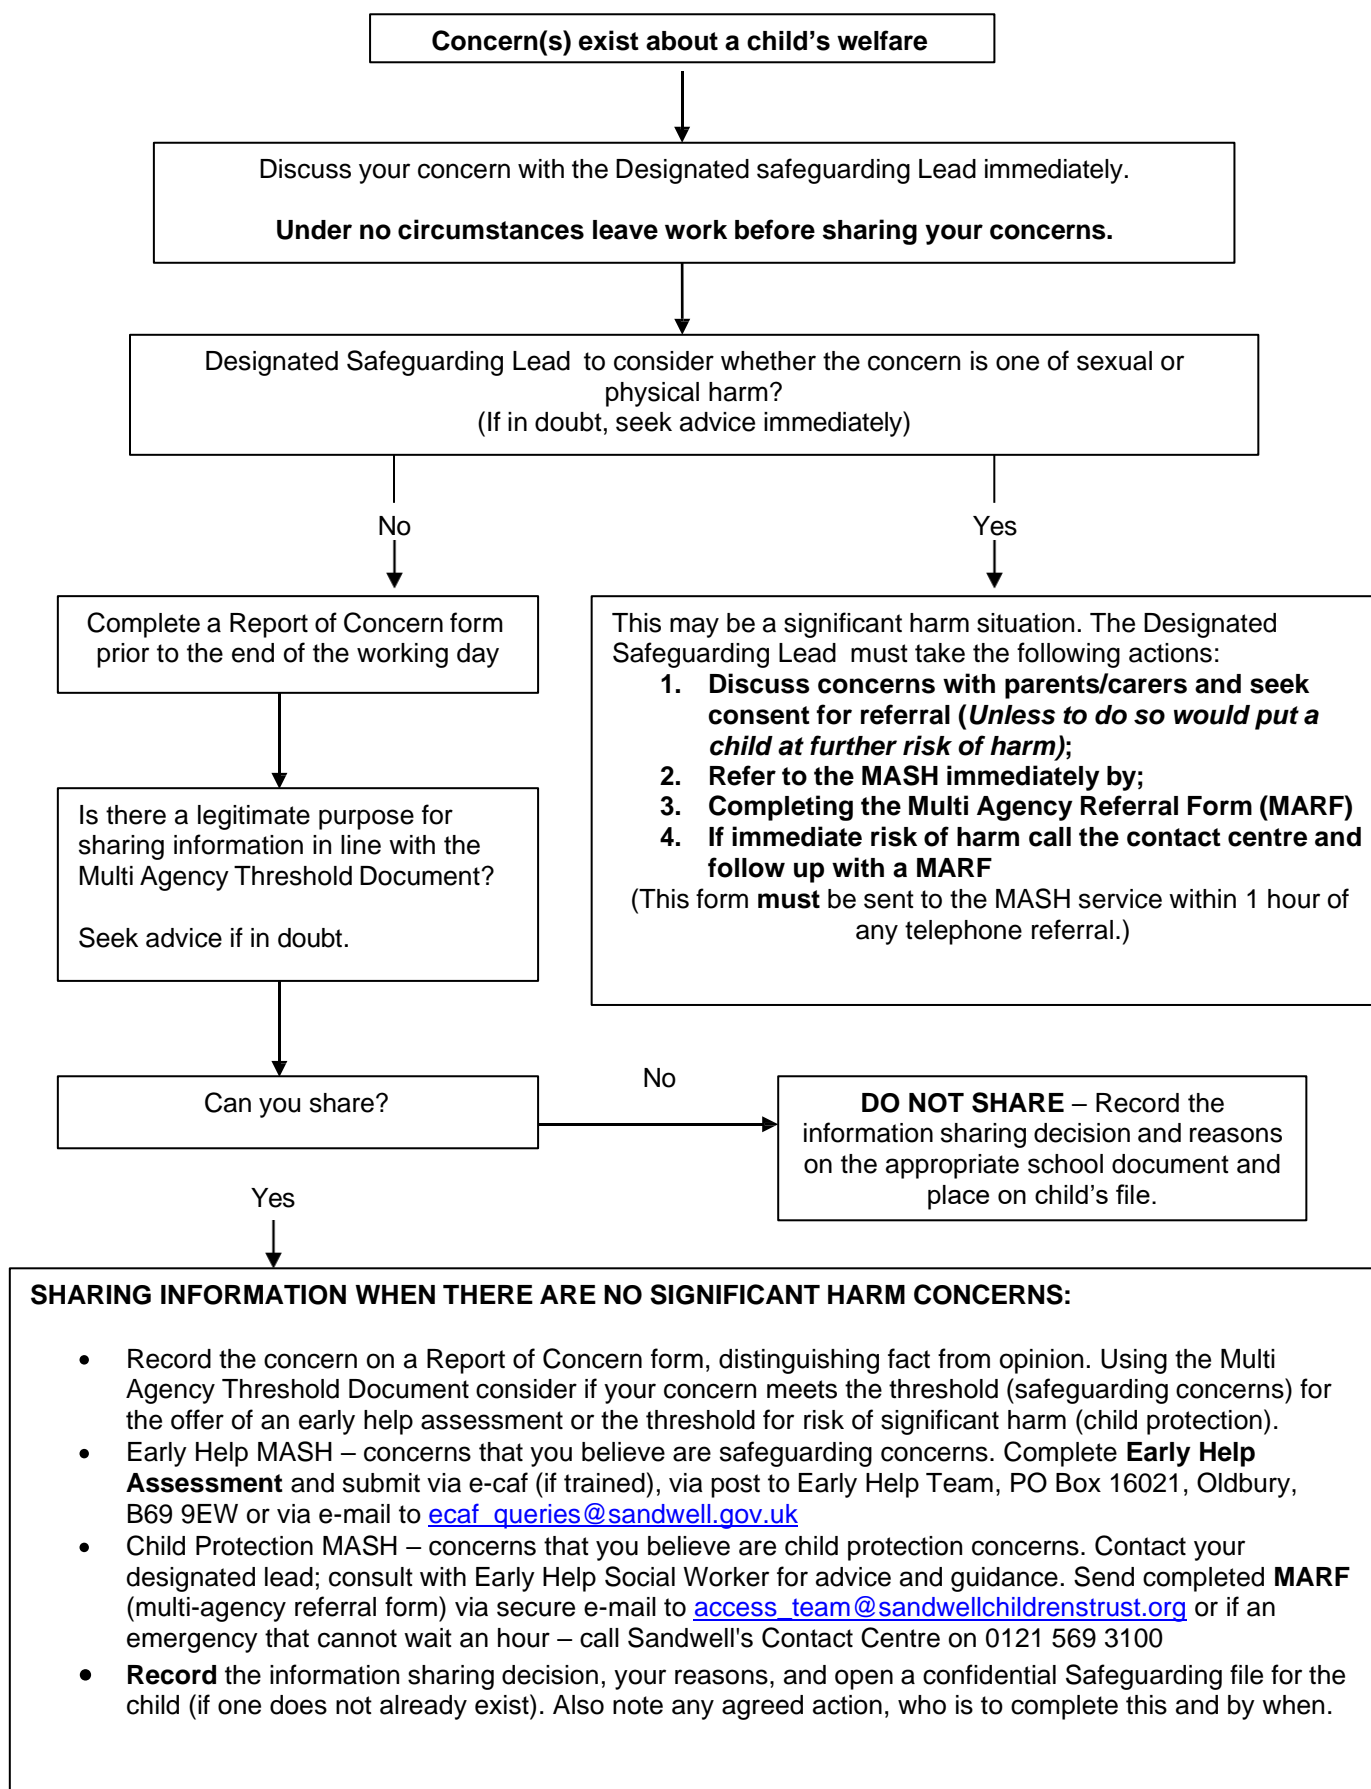 Concern(s) exist about a child’s welfare
Discuss your concern with the Designated safeguarding Lead immediately.
Under no circumstances leave work before sharing your concerns.
Designated Safeguarding Lead to consider whether the concern is one of sexual or
physical harm?
(If in doubt, seek advice immediately)
No
Yes
Complete a Report of Concern form
prior to the end of the working day
This may be a significant harm situation. The Designated
Safeguarding Lead must take the following actions:
1. Discuss concerns with parents/carers and seek
consent for referral (Unless to do so would put a
child at further risk of harm);
2. Refer to the MASH immediately by;
3. Completing the Multi Agency Referral Form (MARF)
4. If immediate risk of harm call the contact centre and
follow up with a MARF
(This form must be sent to the MASH service within 1 hour of
any telephone referral.)
Is there a legitimate purpose for
sharing information in line with the
Multi Agency Threshold Document?
Seek advice if in doubt.
Can you share?
No
DO NOT SHARE – Record the
information sharing decision and reasons
on the appropriate school document and
place on child’s file.
Yes
SHARING INFORMATION WHEN THERE ARE NO SIGNIFICANT HARM CONCERNS:
• Record the concern on a Report of Concern form, distinguishing fact from opinion. Using the Multi
Agency Threshold Document consider if your concern meets the threshold (safeguarding concerns) for
the offer of an early help assessment or the threshold for risk of significant harm (child protection).
• Early Help MASH – concerns that you believe are safeguarding concerns. Complete Early Help
Assessment and submit via e-caf (if trained), via post to Early Help Team, PO Box 16021, Oldbury,
B69 9EW or via e-mail to ecaf_queries@sandwell.gov.uk
• Child Protection MASH – concerns that you believe are child protection concerns. Contact your
designated lead; consult with Early Help Social Worker for advice and guidance. Send completed MARF
(multi-agency referral form) via secure e-mail to access_team@sandwellchildrenstrust.org or if an
emergency that cannot wait an hour – call Sandwell's Contact Centre on 0121 569 3100
• Record the information sharing decision, your reasons, and open a confidential Safeguarding file for the
child (if one does not already exist). Also note any agreed action, who is to complete this and by when.